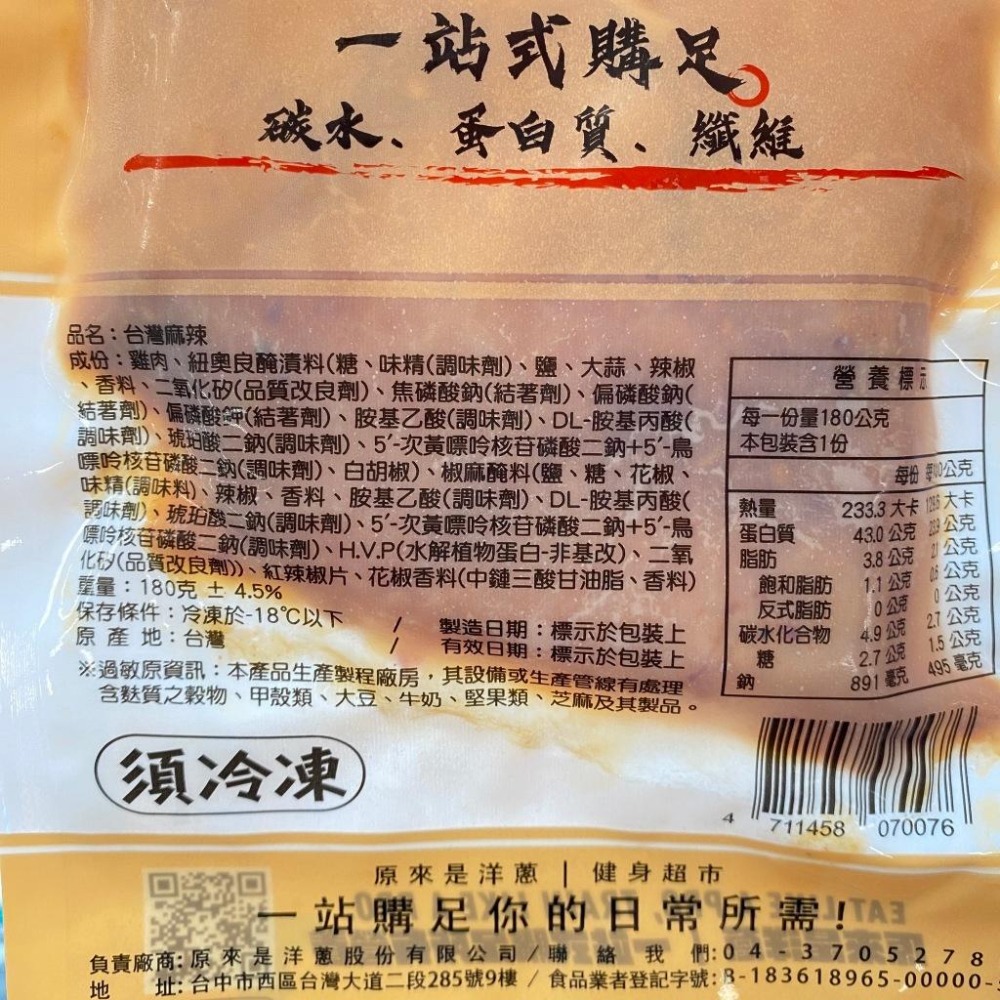 一站式購足。
碳水、蛋白質、纖維
品名：台灣麻辣
成份：雞肉、紐奧良醃漬料(糖、味精(調味劑)、鹽、大蒜、辣椒
、香料、二氧化矽(品質改良劑)、焦磷酸鈉(結著劑)、偏磷酸鈉(
結著劑)、偏磷酸鉀(結著劑)、胺基乙酸(調味劑)、DL-胺基丙酸(
調味劑)、琥珀酸二鈉(調味劑)、5'-次黃嘌呤核苷磷酸二鈉+5'-鳥
嘌呤核苷磷酸二鈉(調味劑)、白胡椒)、椒麻醃料(鹽、糖、花椒、
味精(調味料)、辣椒、香料、胺基乙酸(調味劑)、DL-胺基丙酸(
調味劑)、琥珀酸二鈉(調味劑)、5'-次黃嘌呤核苷磷酸二鈉+5'-鳥
嘌呤核苷磷酸二鈉(調味劑)、H.V.P(水解植物蛋白-非基改)、二氧
化矽(品質改良劑))、紅辣椒片、花椒香料(中鏈三酸甘油脂、香料)
重量：180克 ± 4.5%
保存條件：冷凍於-18℃以下 / 製造日期：標示於包裝上
原產地：台灣 / 有效日期：標示於包裝上
※過敏原資訊：本產品生產製程廠房，其設備或生產管線有處理
含麩質之穀物、甲殼類、大豆、牛奶、堅果類、芝麻及其製品。
營養標示
每一份量180公克
本包裝含1份
每份 公克
熱量 233.3 大卡 大卡
蛋白質 43.0 公克 公克
脂肪 3.8 公克 公克
飽和脂肪 1.1 公克 公克
反式脂肪 0 公克 0 公克
碳水化合物 4.9 公克 2.7 公克
糖 2.7 公克 1.5 公克
鈉 891 毫克 495 毫克
須冷凍
4 711458 070076
原來是洋蔥 | 健身超市
一站購足你的日常所需!
負責廠商:原來是洋蔥股份有限公司/聯絡我們:04-3705278
地址:台中市西區台灣大道二段285號9樓/食品業者登記字號:B-183618965-00000-